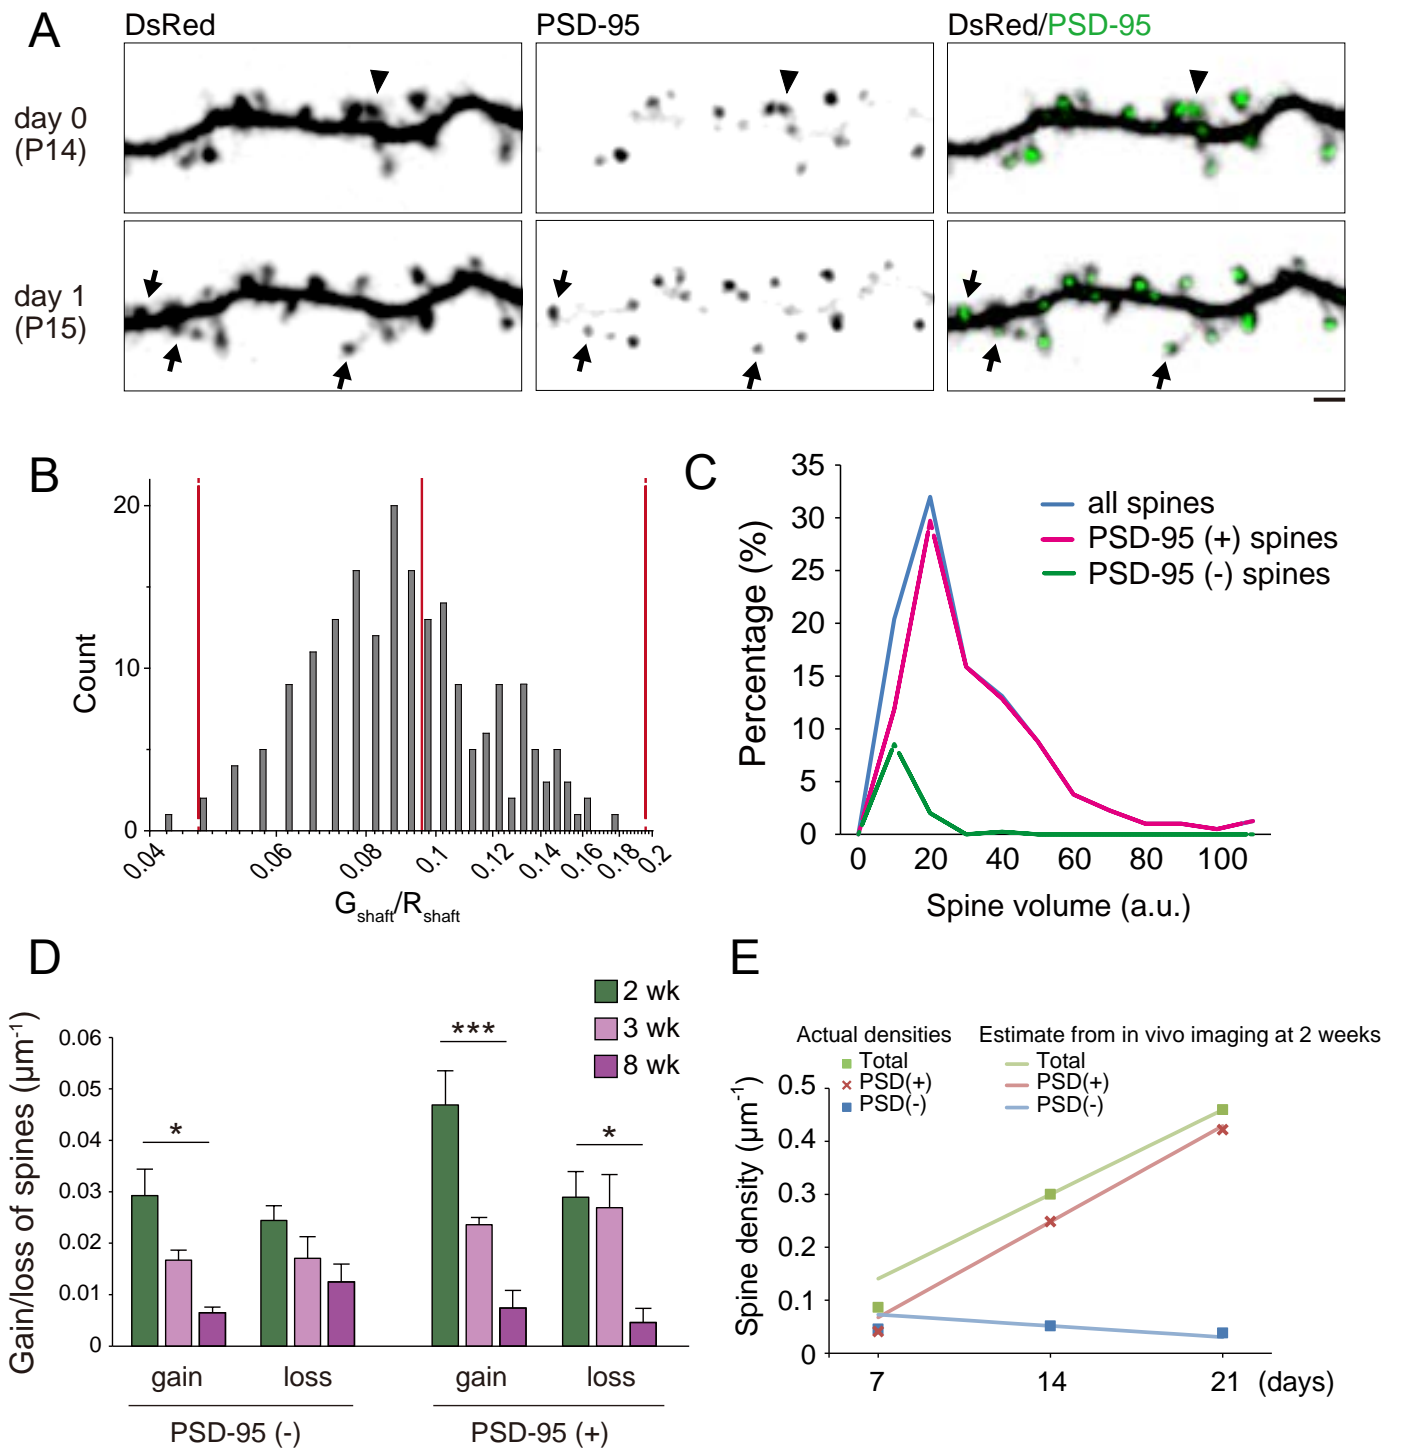 A
DsRed
PSD-95
DsRed/PSD-95
day 0
(P14)
day 1
(P15)
B
Count
20
10
0
0.04
0.06
0.08
0.1
0.12
0.14
0.16
0.18
0.2
Gshaft/Rshaft
C
Percentage (%)
35
30
25
20
15
10
5
0
0
20
40
60
80
100
Spine volume (a.u.)
all spines
PSD-95 (+) spines
PSD-95 (-) spines
D
Gain/loss of spines (µm-1)
0.06
0.05
0.04
0.03
0.02
0.01
0
2 wk
3 wk
8 wk
*
***
*
gain
loss
gain
loss
PSD-95 (-)
PSD-95 (+)
E
Actual densities
Total
PSD(+)
PSD(-)
Estimate from in vivo imaging at 2 weeks
Total
PSD(+)
PSD(-)
Spine density (µm-1)
0.5
0.4
0.3
0.2
0.1
0
7
14
21
(days)